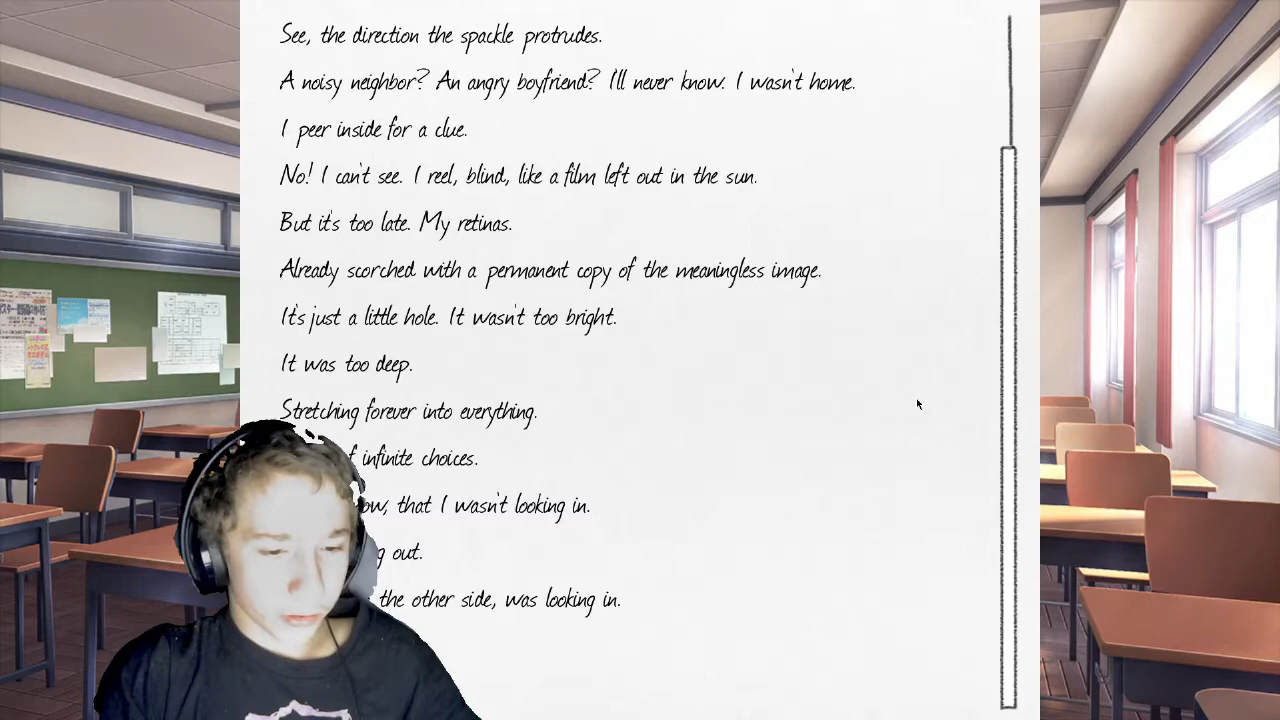 See, the direction the spackle protrudes.
A noisy neighbor? An angry boyfriend? I'll never know. I wasn't home.
I peer inside for a clue.
No! I can't see. I reel, blind, like a film left out in the sun.
But it's too late. My retinas.
Already scorched with a permanent copy of the meaningless image.
It's just a little hole. It wasn't too bright.
It was too deep.
Stretching forever into everything.
infinite choices.
that I wasn't looking in.
out.
the other side, was looking in.